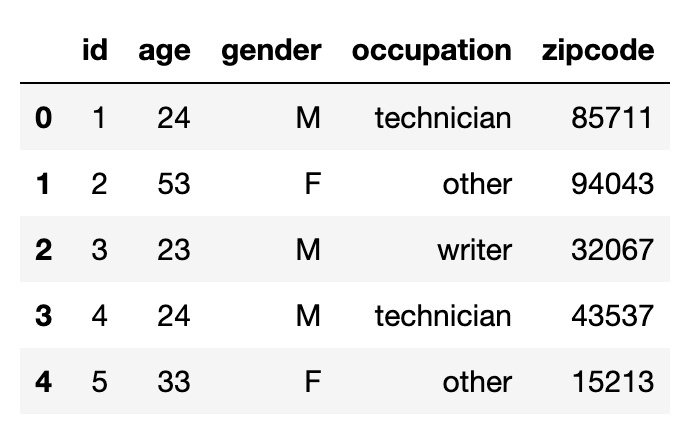 id age gender occupation zipcode
0 1 24 M technician 85711
1 2 53 F other 94043
2 3 23 M writer 32067
3 4 24 M technician 43537
4 5 33 F other 15213